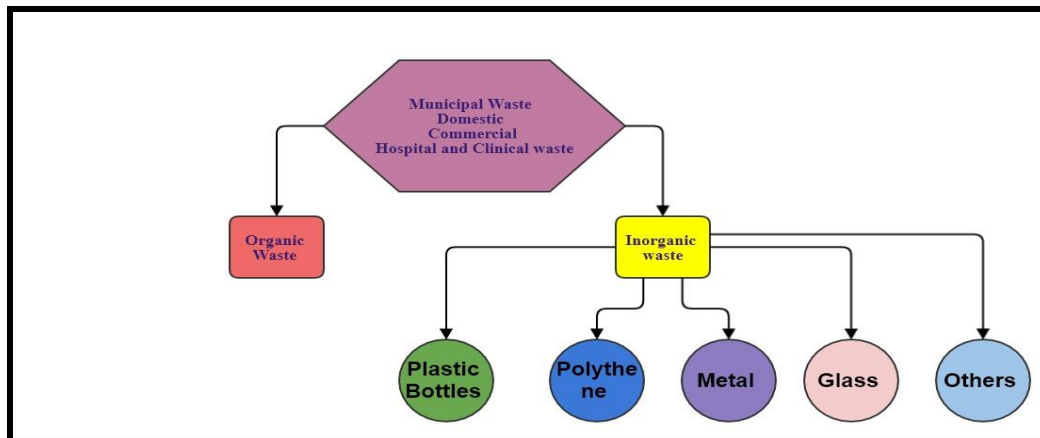 Municipal Waste
Domestic
Commercial
Hospital and Clinical waste
Organic
Waste
Inorganic
waste
Plastic
Bottles
Polythe
ne
Metal
Glass
Others